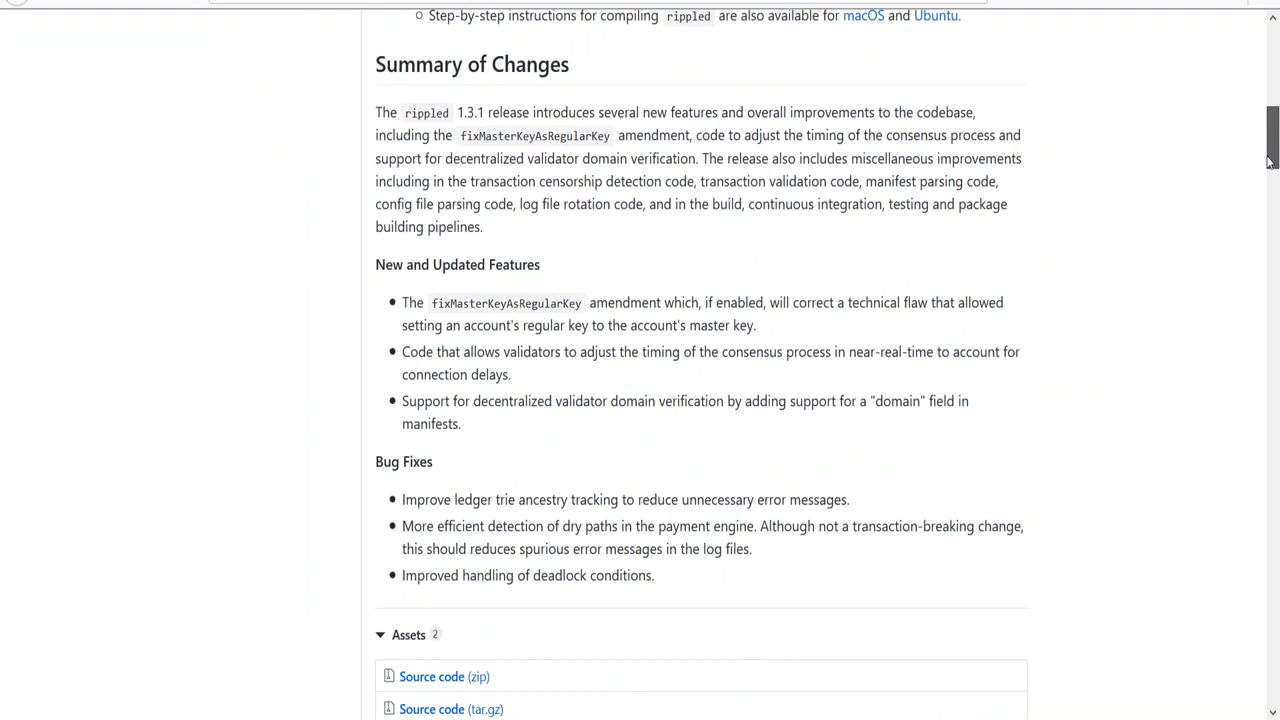 Step-by-step instructions for compiling rippled are also available for macOS and Ubuntu.
Summary of Changes
The rippled 1.3.1 release introduces several new features and overall improvements to the codebase,
including the fixMasterKeyAsRegularKey amendment, code to adjust the timing of the consensus process and
support for decentralized validator domain verification. The release also includes miscellaneous improvements
including in the transaction censorship detection code, transaction validation code, manifest parsing code,
config file parsing code, log file rotation code, and in the build, continuous integration, testing and package
building pipelines.
New and Updated Features
The fixMasterKeyAsRegularKey amendment which, if enabled, will correct a technical flaw that allowed
setting an account's regular key to the account's master key.
Code that allows validators to adjust the timing of the consensus process in near-real-time to account for
connection delays.
Support for decentralized validator domain verification by adding support for a "domain" field in
manifests.
Bug Fixes
Improve ledger trie ancestry tracking to reduce unnecessary error messages.
More efficient detection of dry paths in the payment engine. Although not a transaction-breaking change,
this should reduces spurious error messages in the log files.
Improved handling of deadlock conditions.
Assets 2
Source code (zip)
Source code (tar.gz)